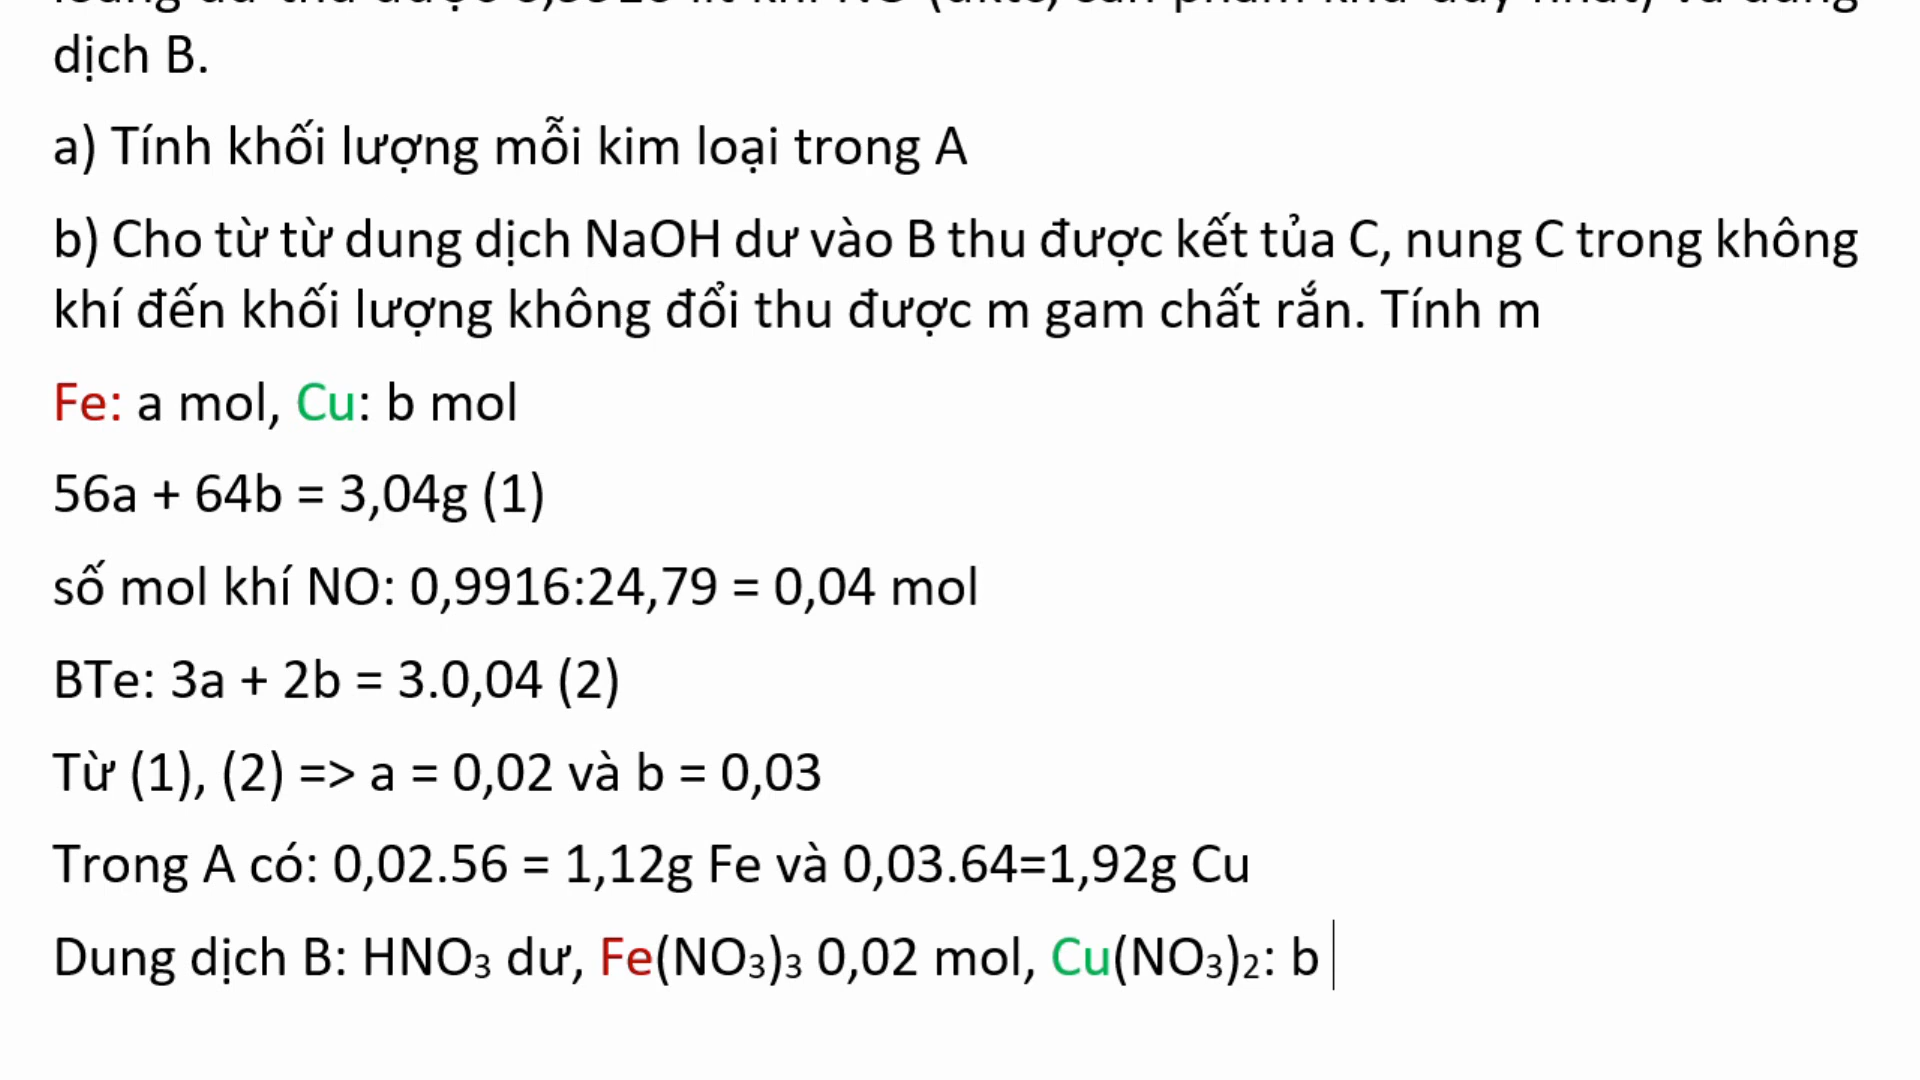 dịch B.
a) Tính khối lượng mỗi kim loại trong A
b) Cho từ từ dung dịch NaOH dư vào B thu được kết tủa C, nung C trong không
khí đến khối lượng không đổi thu được m gam chất rắn. Tính m
Fe: a mol, Cu: b mol
56a + 64b = 3,04g (1)
số mol khí NO: 0,9916:24,79 = 0,04 mol
BTe: 3a + 2b = 3.0,04 (2)
Từ (1), (2) => a = 0,02 và b = 0,03
Trong A có: 0,02.56 = 1,12g Fe và 0,03.64=1,92g Cu
Dung dịch B: HNO₃ dư, Fe(NO₃)₃ 0,02 mol, Cu(NO₃)₂: b